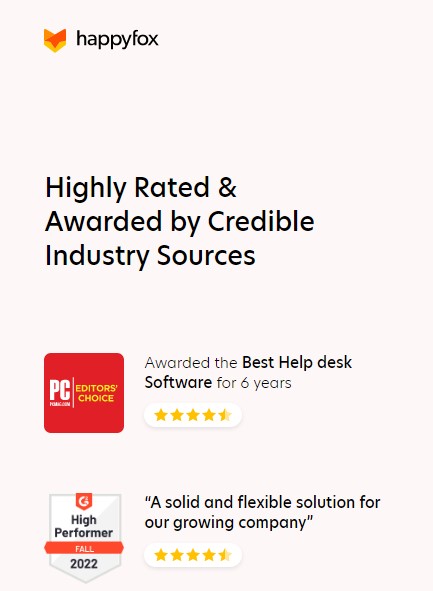 happyfox
Highly Rated &
Awarded by Credible
Industry Sources
PC
PCMAG.COM
EDITORS'
CHOICE
Awarded the Best Help desk
Software for 6 years
G2
High
Performer
FALL
2022
“A solid and flexible solution for
our growing company”